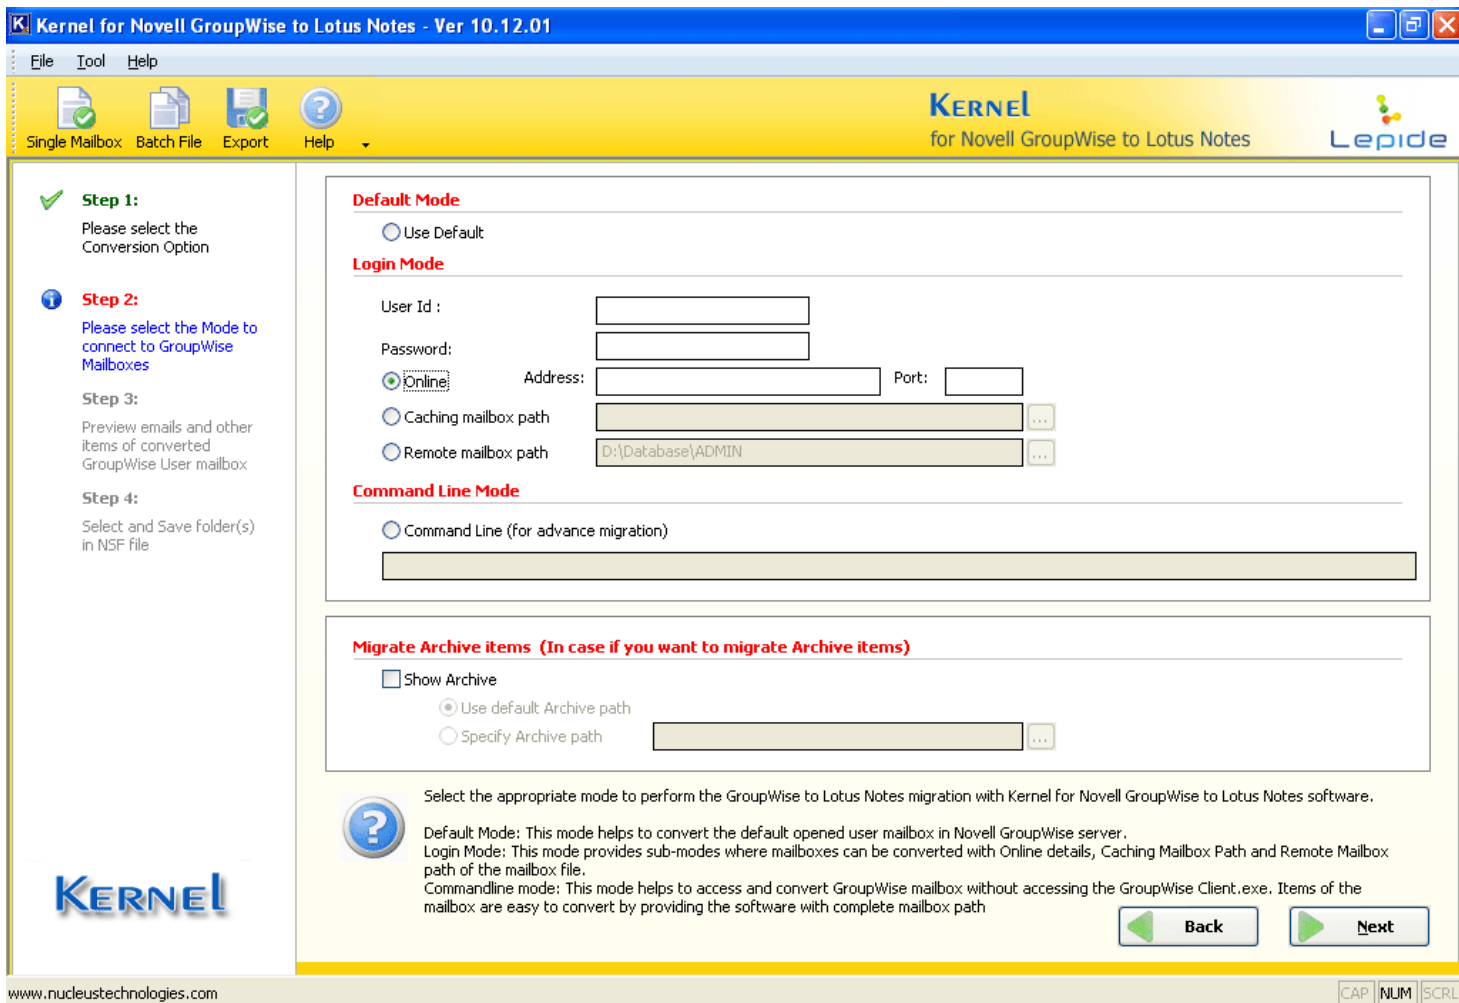 Kernel for Novell GroupWise to Lotus Notes - Ver 10.12.01
File Tool Help
Single Mailbox Batch File Export Help
KERNEL
for Novell GroupWise to Lotus Notes
Lepide
Step 1:
Please select the
Conversion Option
Step 2:
Please select the Mode to
connect to GroupWise
Mailboxes
Step 3:
Preview emails and other
items of converted
GroupWise User mailbox
Step 4:
Select and Save folder(s)
in NSF file
KERNEL
Default Mode
Use Default
Login Mode
User Id :
Password:
Online Address: Port:
Caching mailbox path ...
Remote mailbox path D:\Database\ADMIN ...
Command Line Mode
Command Line (for advance migration)
Migrate Archive items (In case if you want to migrate Archive items)
Show Archive
Use default Archive path
Specify Archive path ...
Select the appropriate mode to perform the GroupWise to Lotus Notes migration with Kernel for Novell GroupWise to Lotus Notes software.
Default Mode: This mode helps to convert the default opened user mailbox in Novell GroupWise server.
Login Mode: This mode provides sub-modes where mailboxes can be converted with Online details, Caching Mailbox Path and Remote Mailbox
path of the mailbox file.
Commandline mode: This mode helps to access and convert GroupWise mailbox without accessing the GroupWise Client.exe. Items of the
mailbox are easy to convert by providing the software with complete mailbox path
Back Next
www.nucleustechnologies.com CAP NUM SCRL